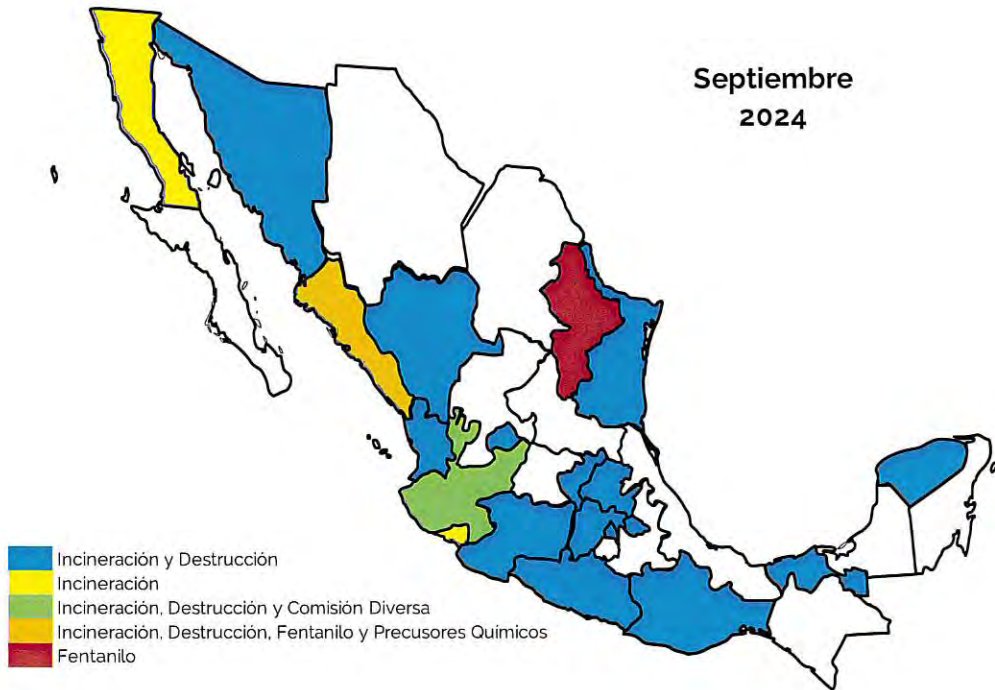 Septiembre
2024
Incineración y Destrucción
Incineración
Incineración, Destrucción y Comisión Diversa
Incineración, Destrucción, Fentanilo y Precusores Químicos
Fentanilo